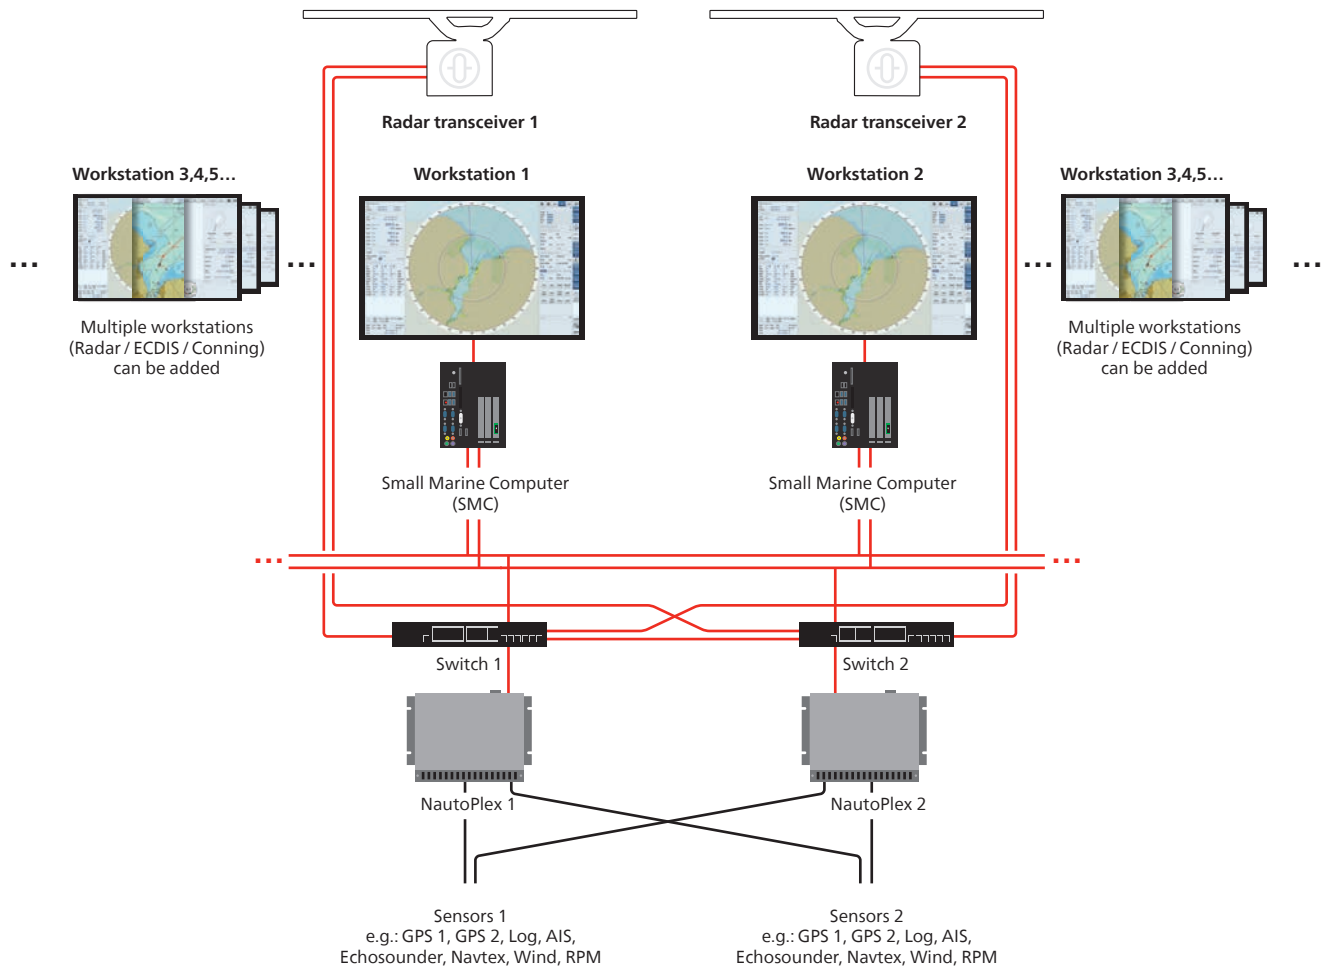 Radar transceiver 1
Radar transceiver 2
Workstation 3,4,5...
Workstation 1
Workstation 2
Workstation 3,4,5...
...
...
...
...
Multiple workstations
(Radar / ECDIS / Conning)
can be added
Multiple workstations
(Radar / ECDIS / Conning)
can be added
Small Marine Computer
(SMC)
Small Marine Computer
(SMC)
...
...
Switch 1
Switch 2
NautoPlex 1
NautoPlex 2
Sensors 1
e.g.: GPS 1, GPS 2, Log, AIS,
Echosounder, Navtex, Wind, RPM
Sensors 2
e.g.: GPS 1, GPS 2, Log, AIS,
Echosounder, Navtex, Wind, RPM